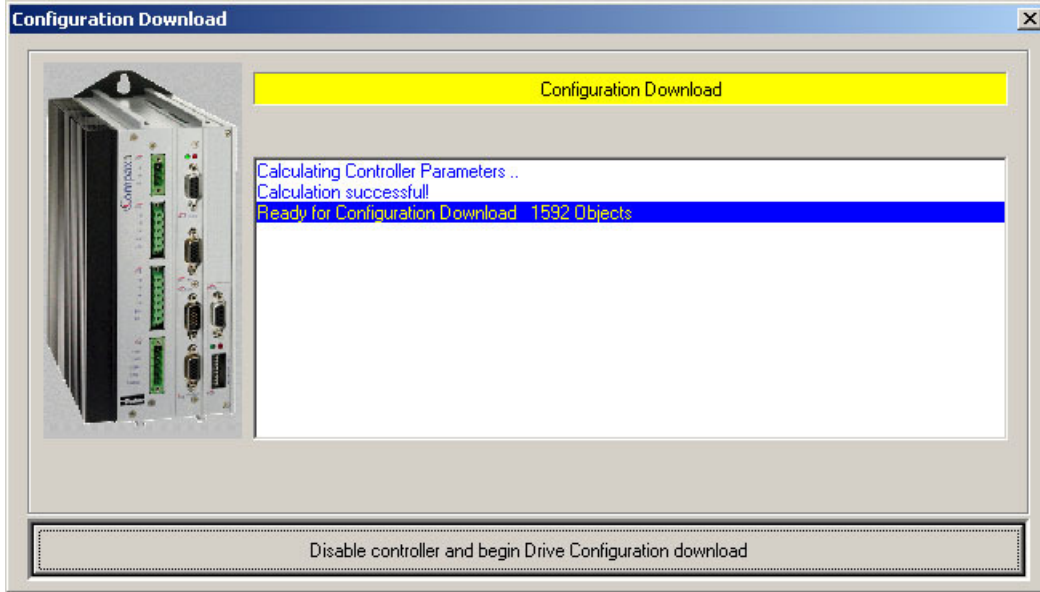 Configuration Download
Configuration Download
Calculating Controller Parameters ..
Calculation successful!
Ready for Configuration Download 1592 Objects
Compax3
Disable controller and begin Drive Configuration download